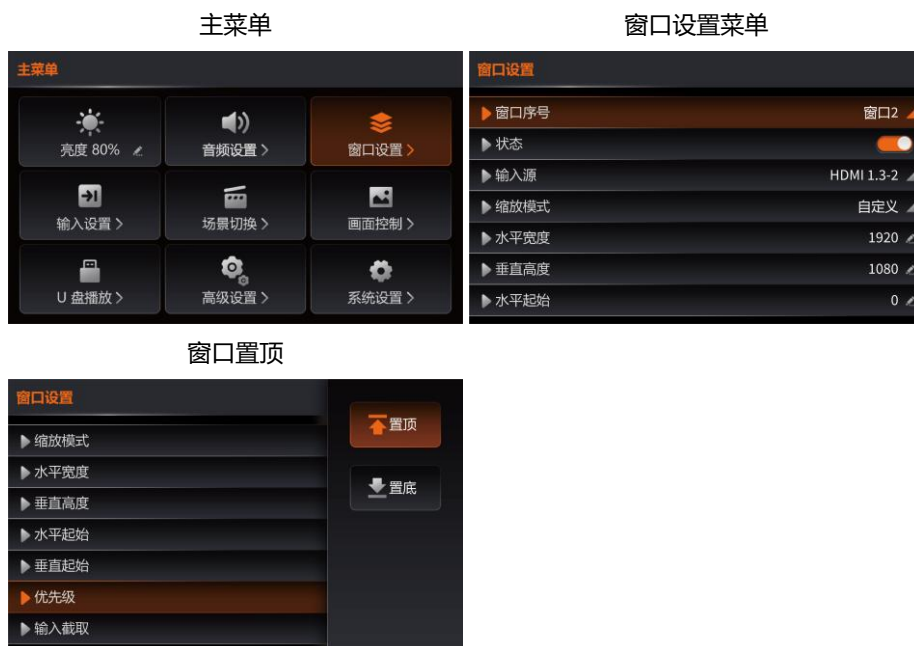 主菜单
主菜单
亮度 80%
音频设置 >
窗口设置 >
输入设置 >
场景切换 >
画面控制 >
U 盘播放 >
高级设置 >
系统设置 >
窗口设置菜单
窗口设置
窗口序号 窗口2
状态
输入源 HDMI 1.3-2
缩放模式 自定义
水平宽度 1920
垂直高度 1080
水平起始 0
窗口置顶
窗口设置
缩放模式
水平宽度
垂直高度
水平起始
垂直起始
优先级
输入截取
置顶
置底